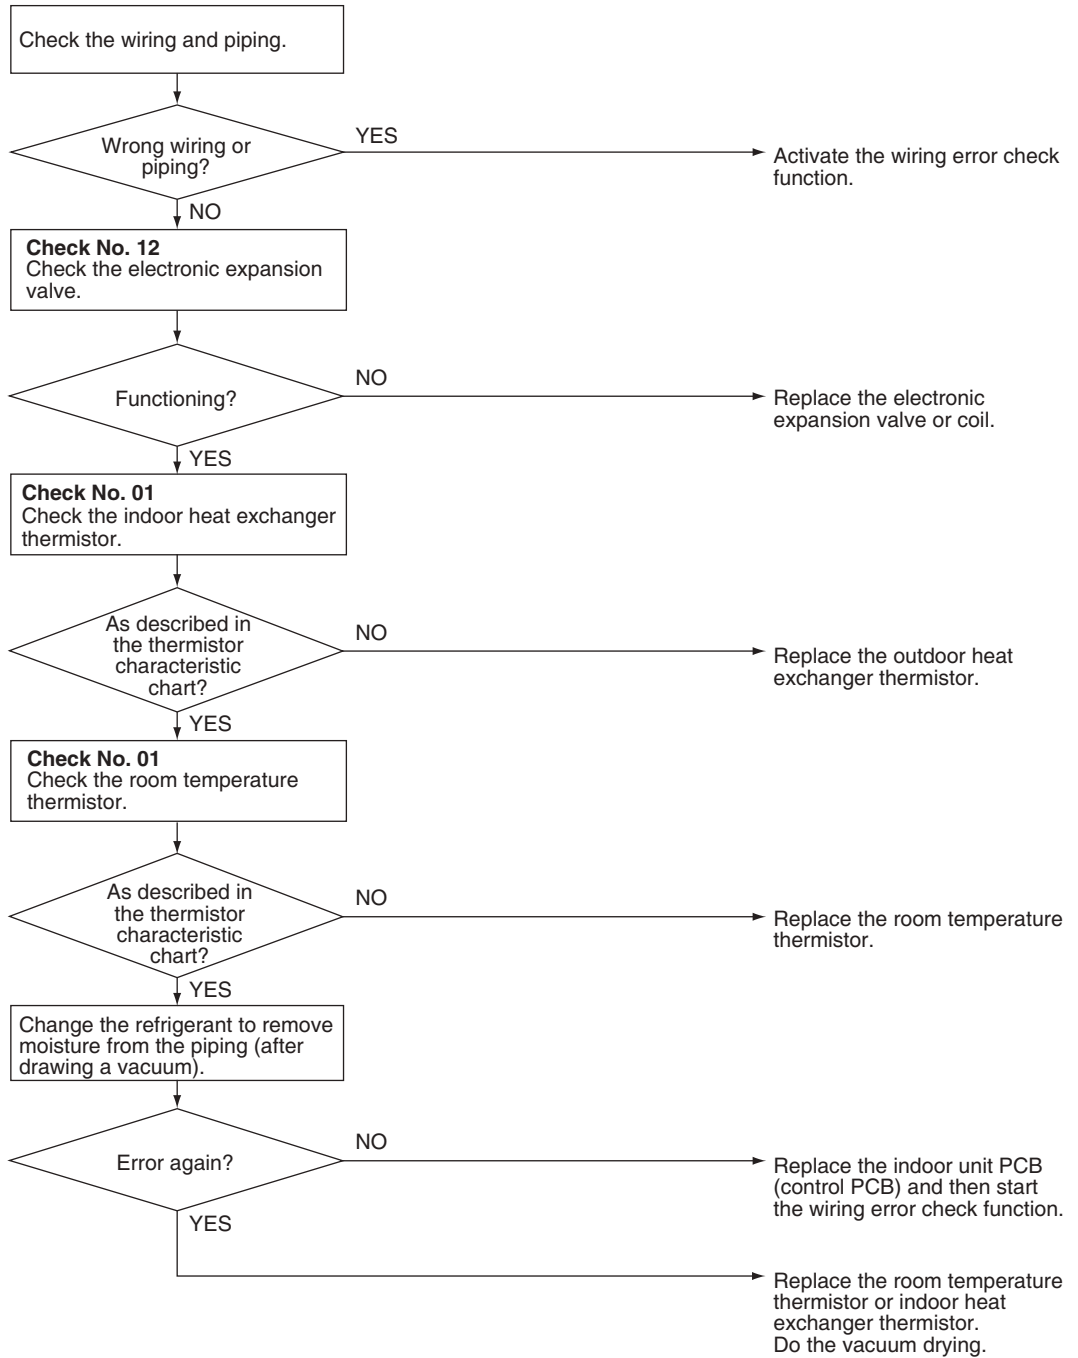 Check the wiring and piping.
Wrong wiring or
piping?
YES
Activate the wiring error check
function.
NO
Check No. 12
Check the electronic expansion
valve.
Functioning?
NO
Replace the electronic
expansion valve or coil.
YES
Check No. 01
Check the indoor heat exchanger
thermistor.
As described in
the thermistor
characteristic
chart?
NO
Replace the outdoor heat
exchanger thermistor.
YES
Check No. 01
Check the room temperature
thermistor.
As described in
the thermistor
characteristic
chart?
NO
Replace the room temperature
thermistor.
YES
Change the refrigerant to remove
moisture from the piping (after
drawing a vacuum).
Error again?
NO
Replace the indoor unit PCB
(control PCB) and then start
the wiring error check function.
YES
Replace the room temperature
thermistor or indoor heat
exchanger thermistor.
Do the vacuum drying.